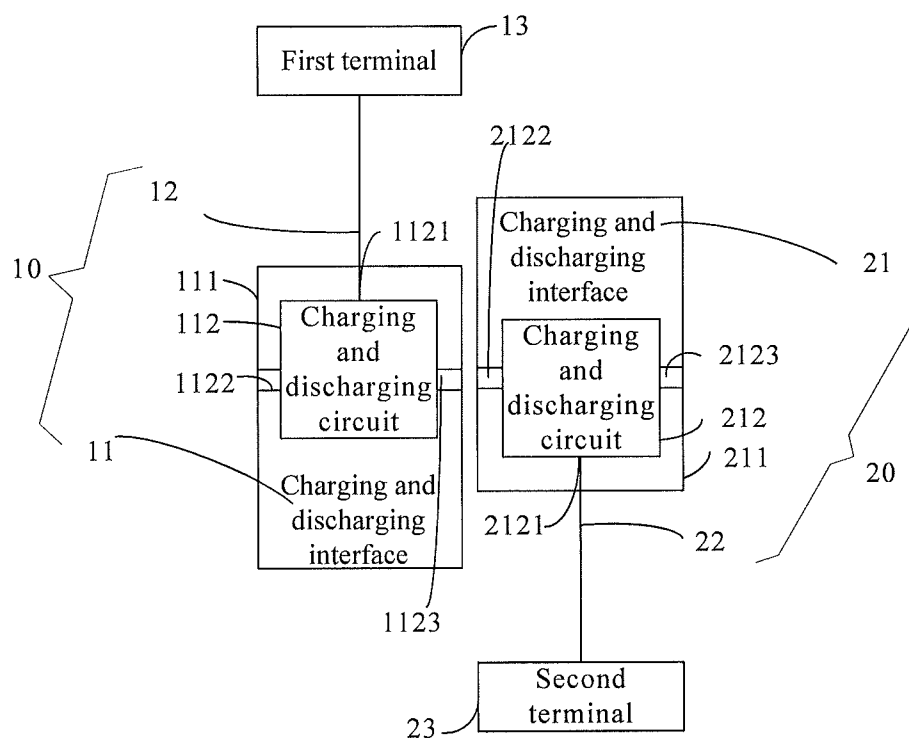 13
First terminal
2122
12
1121
Charging and
discharging
interface
21
10
111
112
Charging
and
discharging
circuit
Charging
and
discharging
circuit
2123
1122
212
11
211
20
Charging and
discharging
interface
2121
22
1123
Second
terminal
23